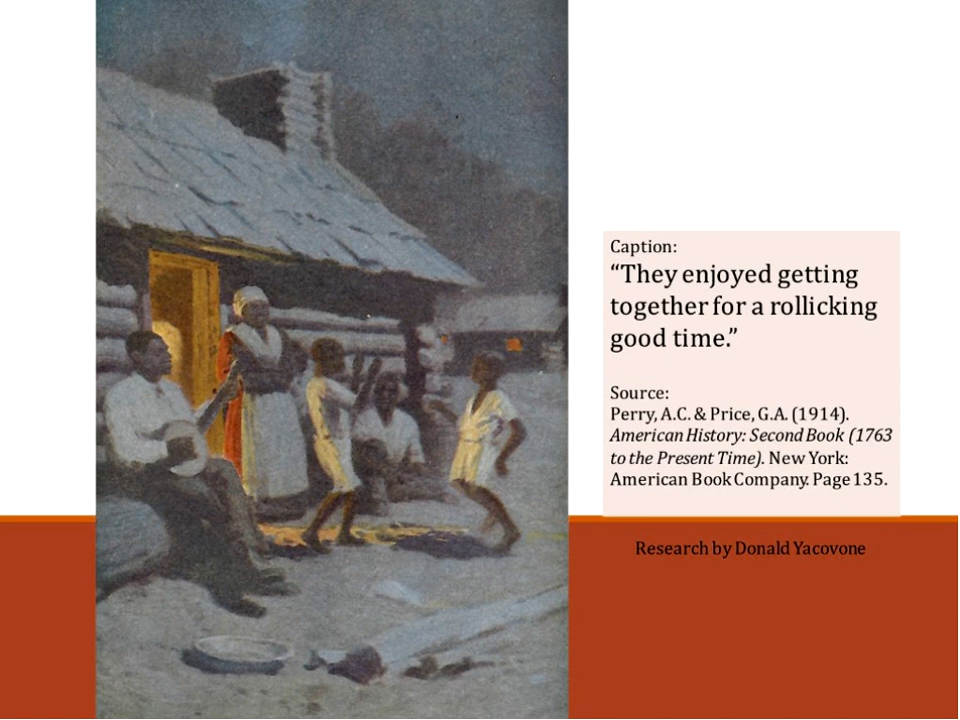 Caption:
“They enjoyed getting
together for a rollicking
good time.”
Source:
Perry, A.C. & Price, G.A. (1914).
American History: Second Book (1763
to the Present Time). New York:
American Book Company. Page 135.
Research by Donald Yacovone